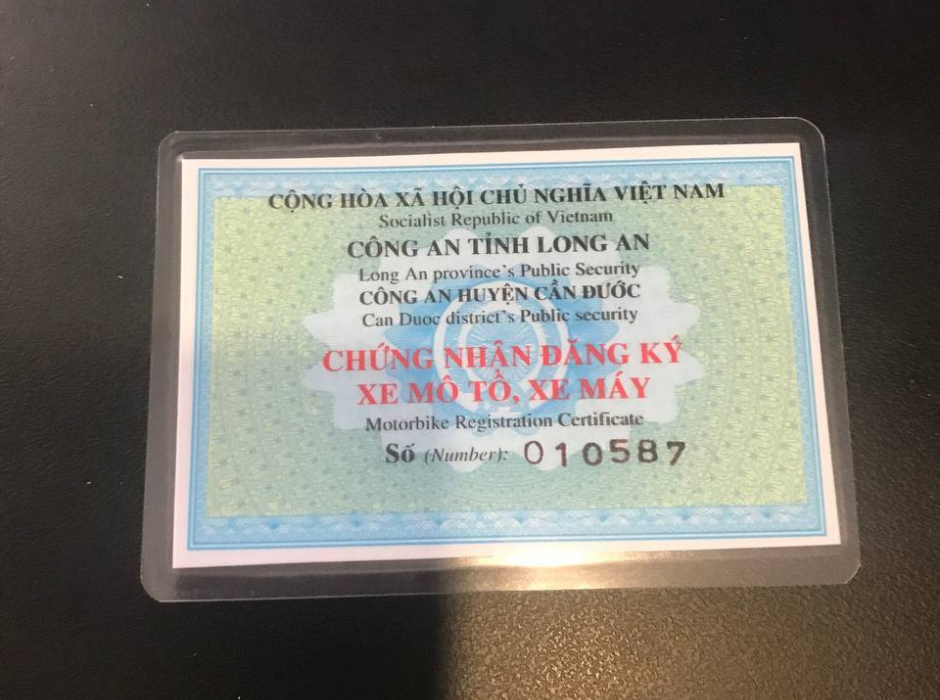 CỘNG HÒA XÃ HỘI CHỦ NGHĨA VIỆT NAM
Socialist Republic of Vietnam
CÔNG AN TỈNH LONG AN
Long An province's Public Security
CÔNG AN HUYỆN CẦN ĐƯỚC
Can Duoc district's Public security
CHỨNG NHẬN ĐĂNG KÝ
XE MÔ TÔ, XE MÁY
Motorbike Registration Certificate
Số (Number): 010587